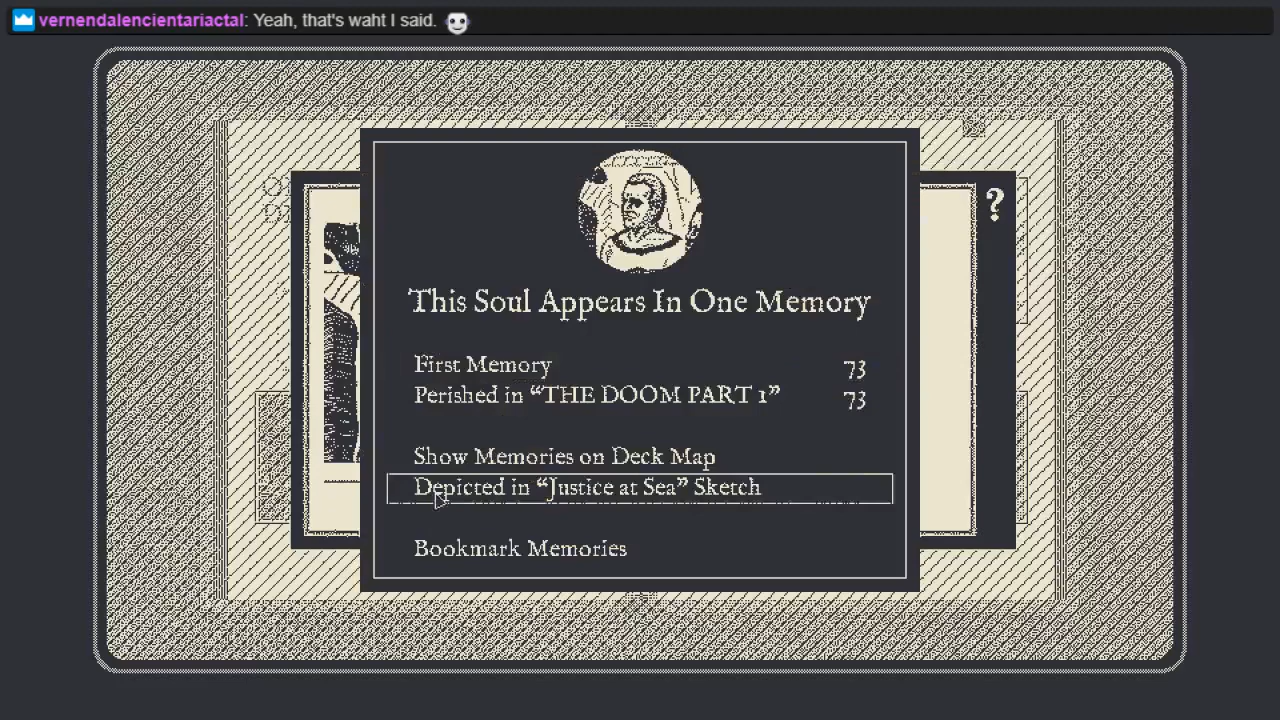 vernendalencientariactal: Yeah, that's waht I said.
?
This Soul Appears In One Memory
First Memory 73
Perished in “THE DOOM PART 1” 73
Show Memories on Deck Map
Depicted in “Justice at Sea” Sketch
Bookmark Memories